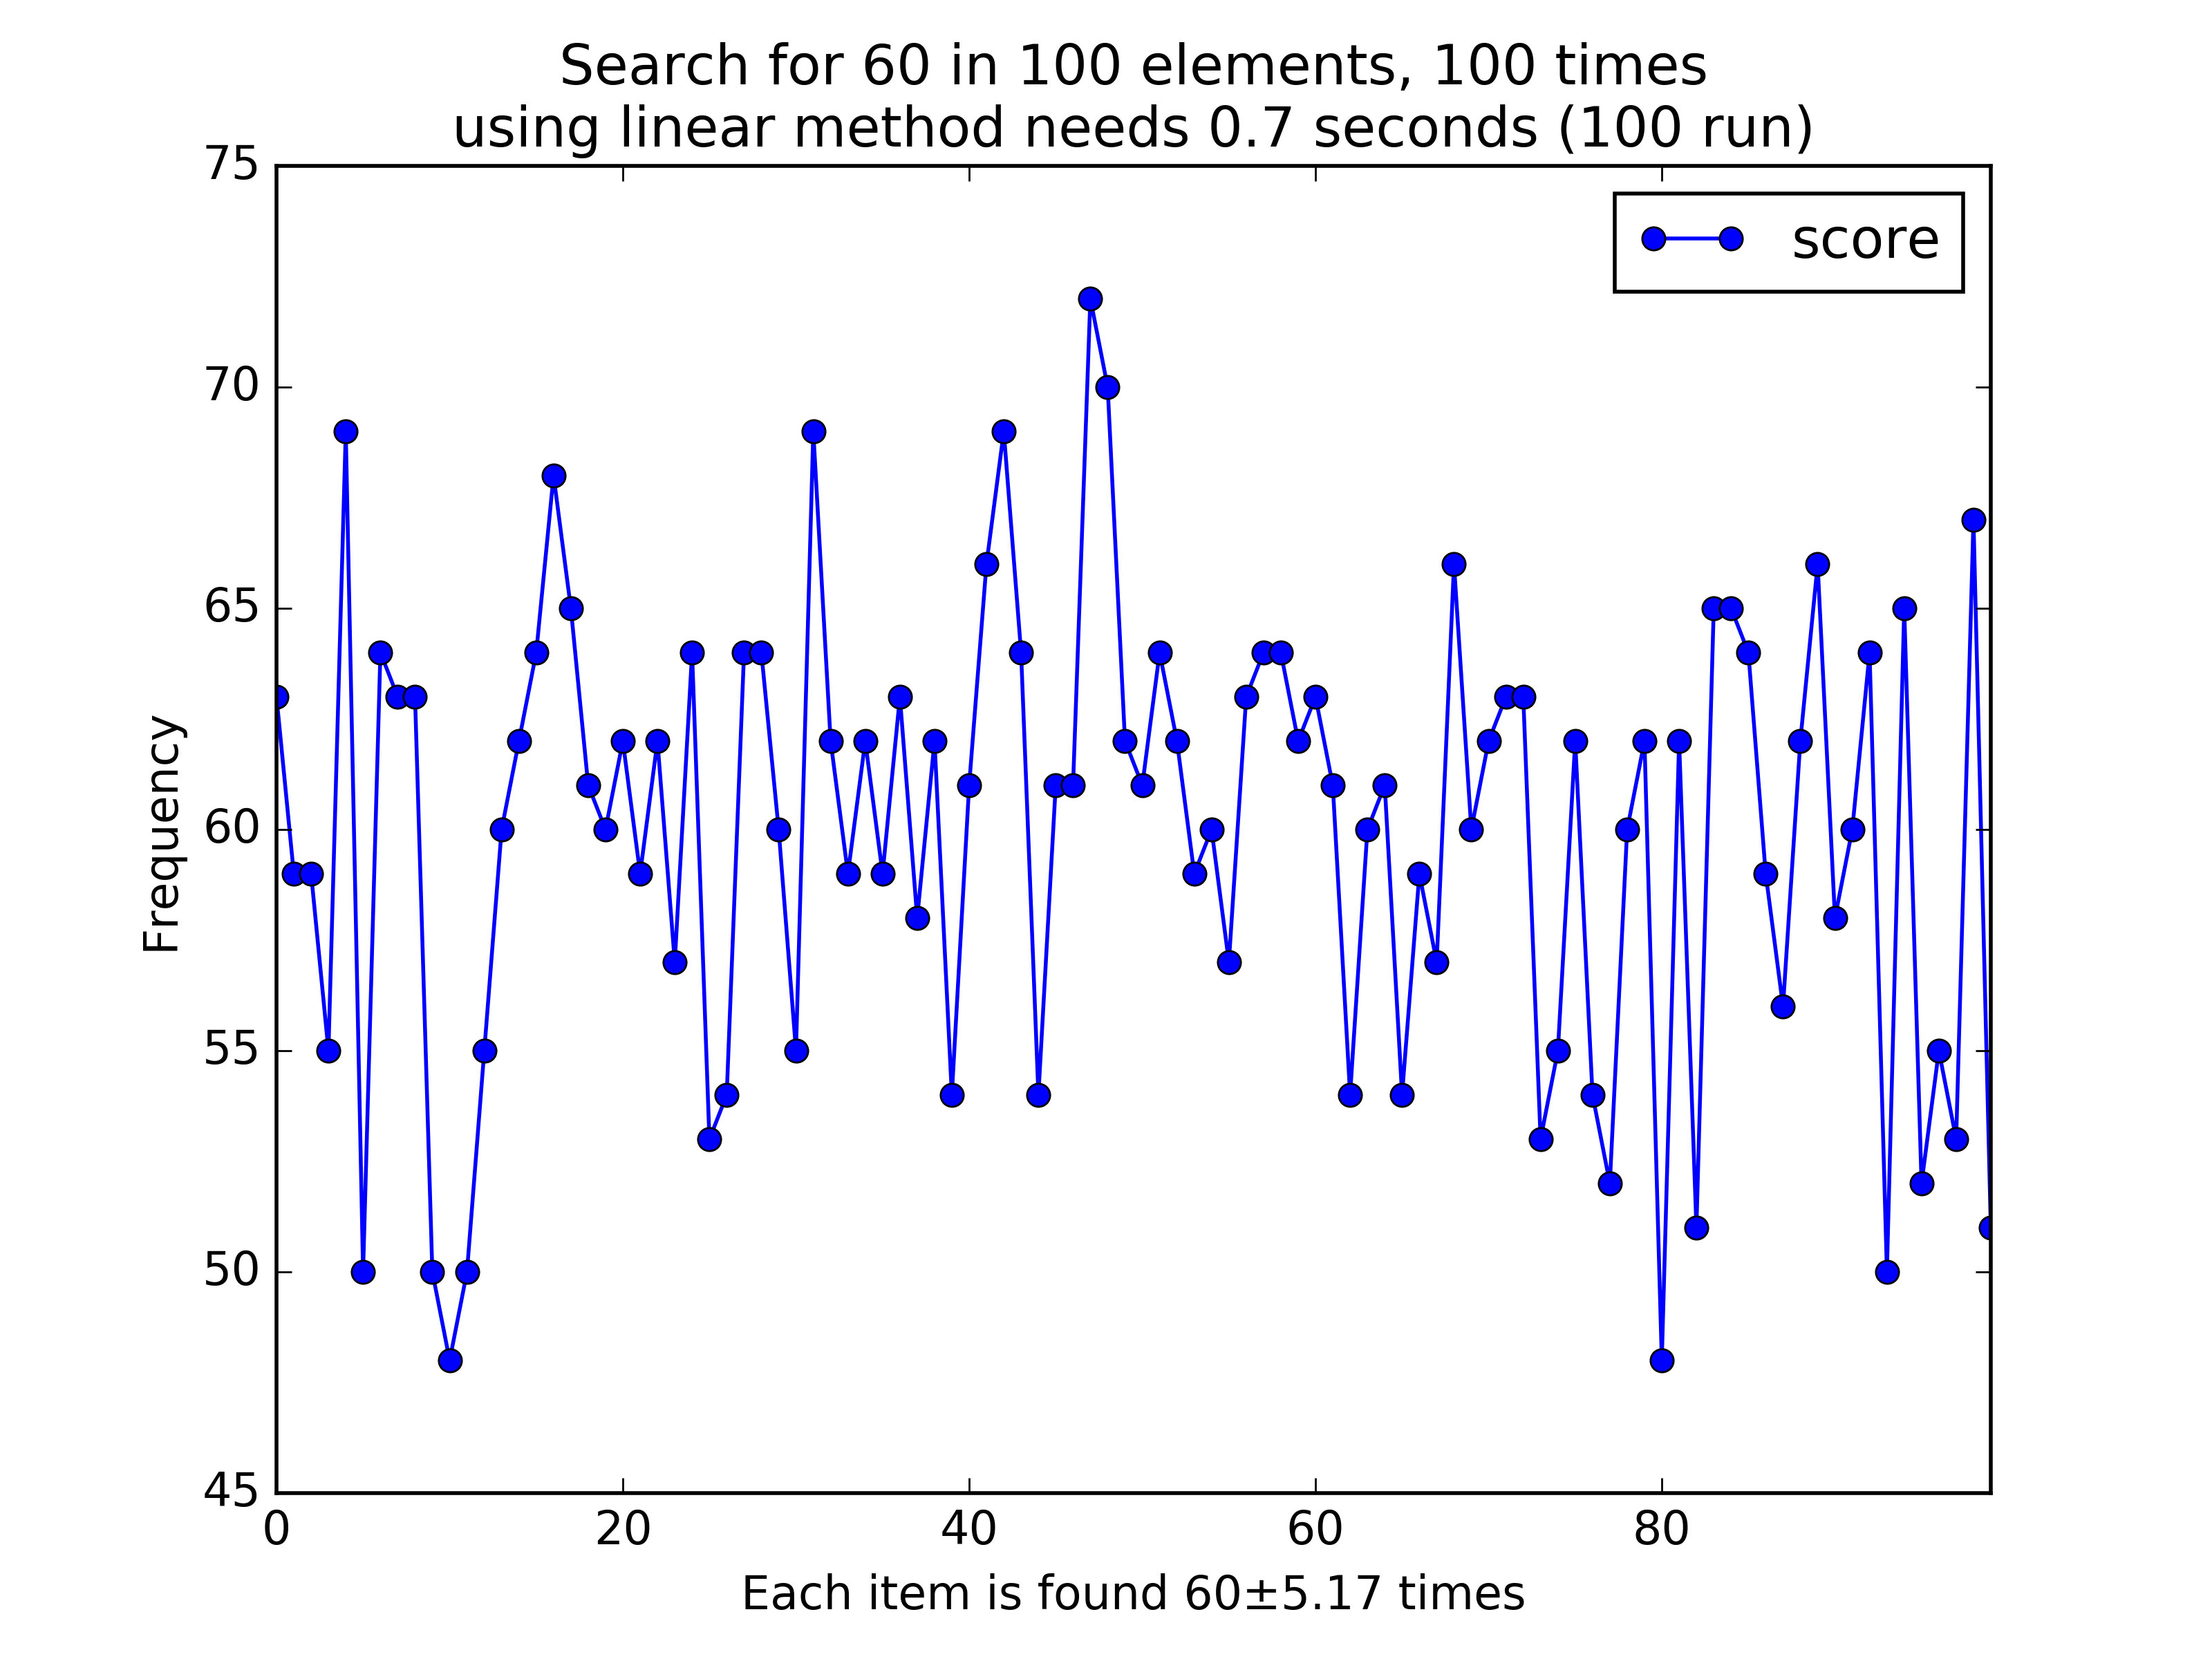 Search for 60 in 100 elements, 100 times
using linear method needs 0.7 seconds (100 run)
75
score
70
65
60
55
50
45
Frequency
0 20 40 60 80
Each item is found 60±5.17 times